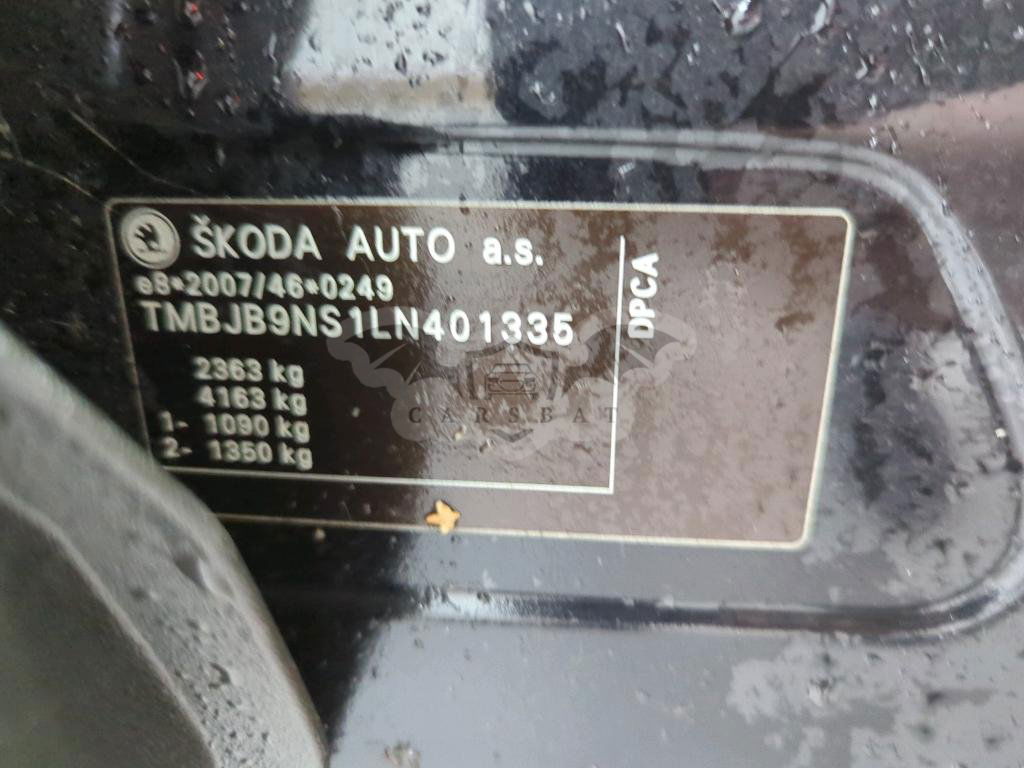 ŠKODA AUTO a.s.
e8*2007/46*0249
TMBJB9NS1LN401335
2363 kg
4163 kg
1- 1090 kg
2- 1350 kg
DPCA
CARSBAT